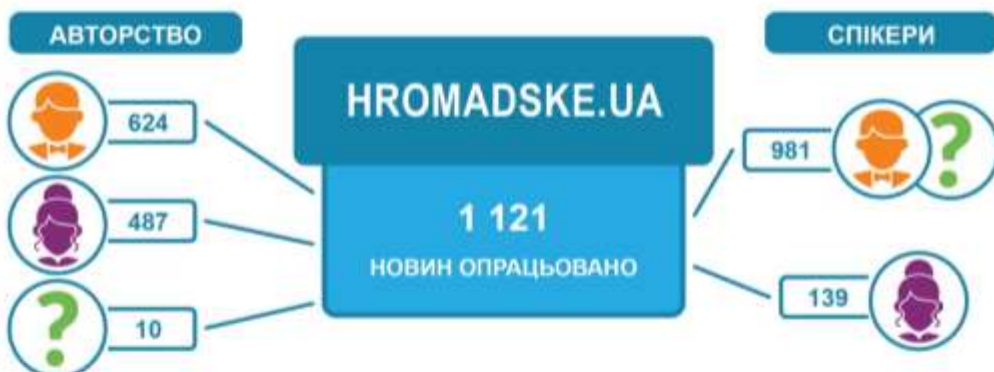 АВТОРСТВО
624
487
?
10
HROMADSKE.UA
1 121
НОВИН ОПРАЦЬОВАНО
СПІКЕРИ
981
?
139